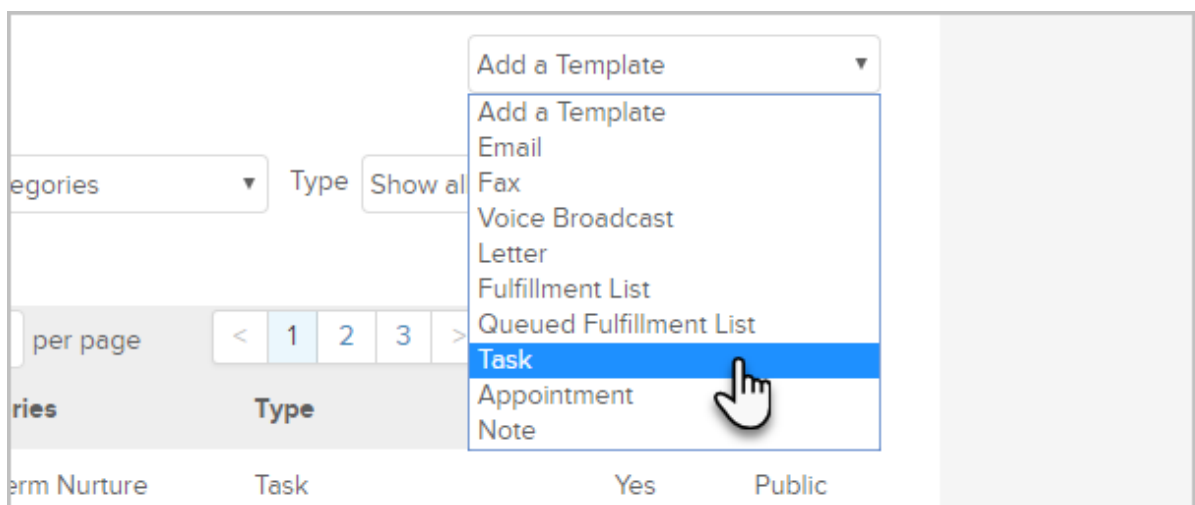 Add a Template ▼
Add a Template
Email
egories ▼ Type Show all Fax
Voice Broadcast
Letter
Fulfillment List
per page < 1 2 3 > Queued Fulfillment List
Task
ries Type Appointment
Note
erm Nurture Task Yes Public